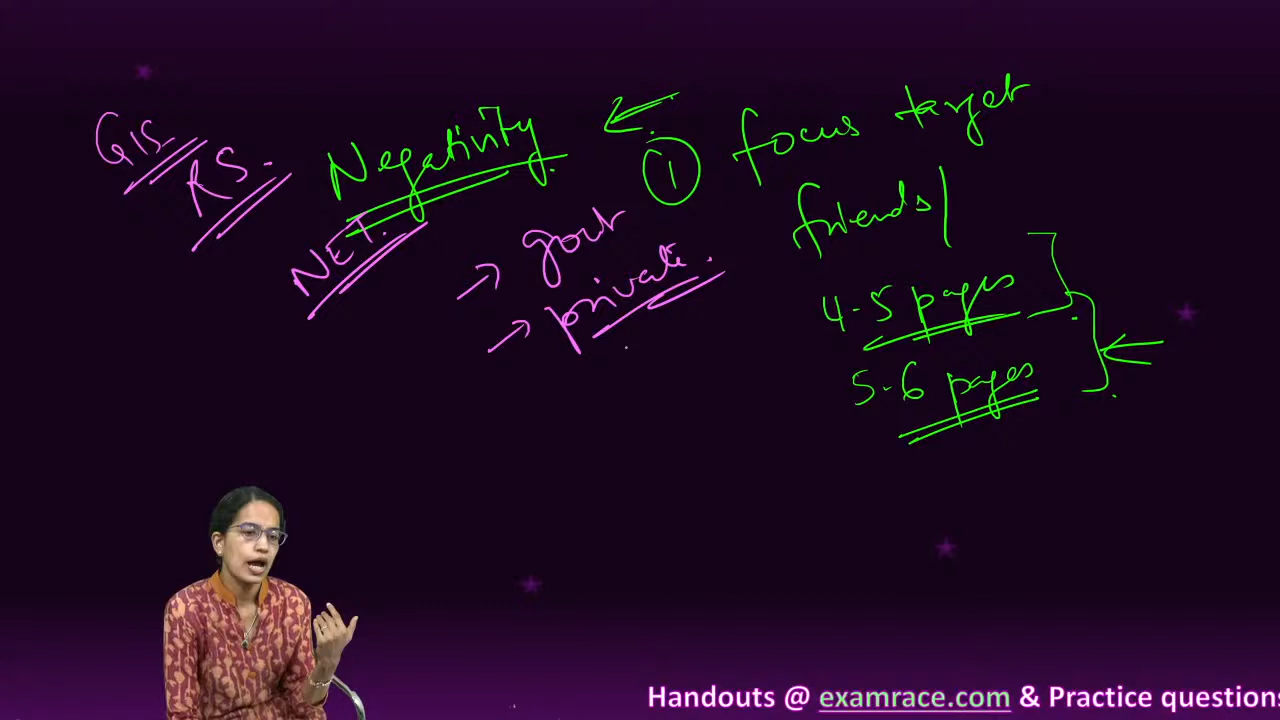 GIS
RS.
Negativity
NET.
→ govt
→ private.
① focus target
friends/
4-5 pages
5-6 pages
Handouts @ examrace.com & Practice questions